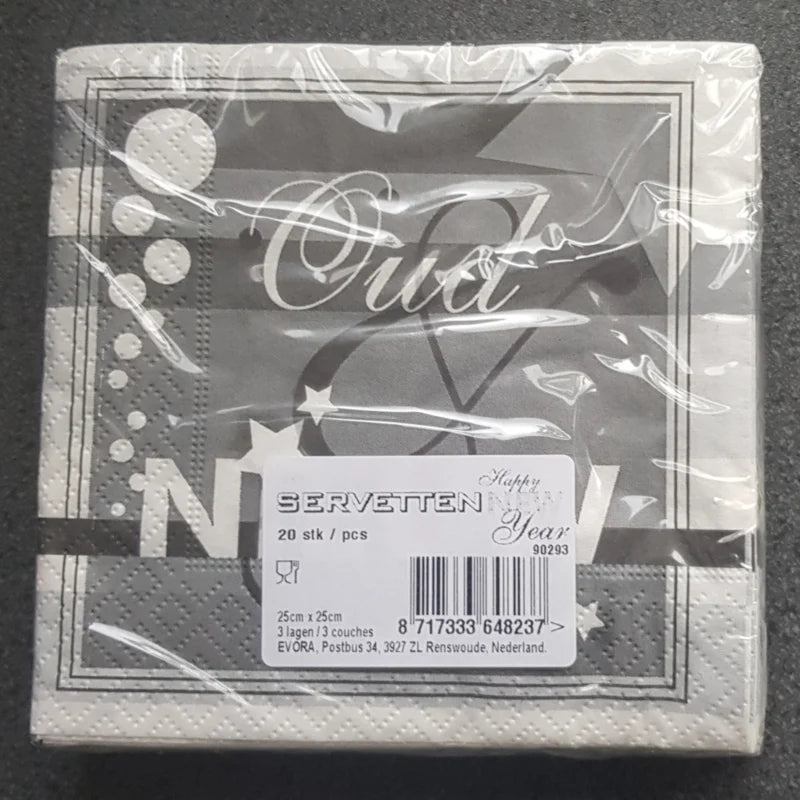 Oud
&
N W
Happy
SERVETTEN NEW
20 stk / pcs Year
90293
25cm x 25cm
3 lagen / 3 couches
8 717333 648237 >
EVORA, Postbus 34, 3927 ZL Renswoude, Nederland.